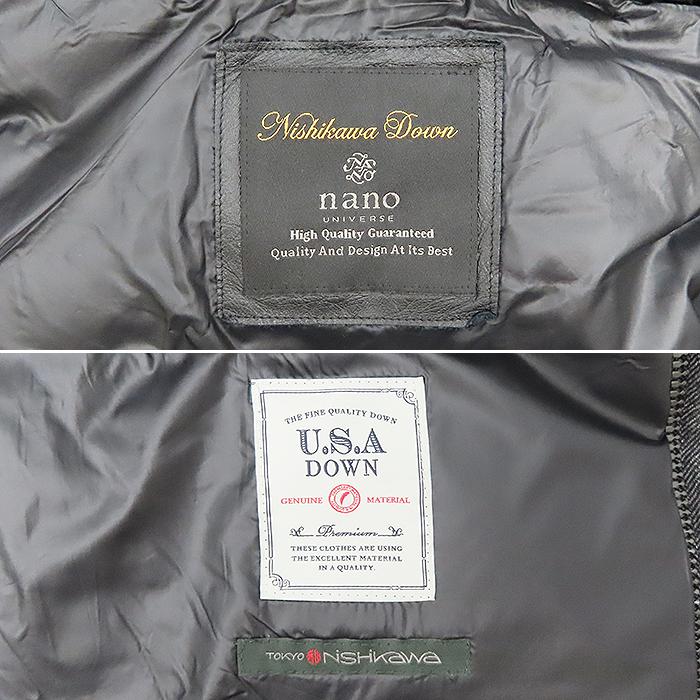 Nishikawa Down
nano
UNIVERSE
High Quality Guaranteed
Quality And Design At Its Best
THE FINE QUALITY DOWN
U.S.A
DOWN
GENUINE MATERIAL
Premium
THESE CLOTHES ARE USING
THE EXCELLENT MATERIAL
IN A QUALITY.
TOKYO NiSHiKaWa